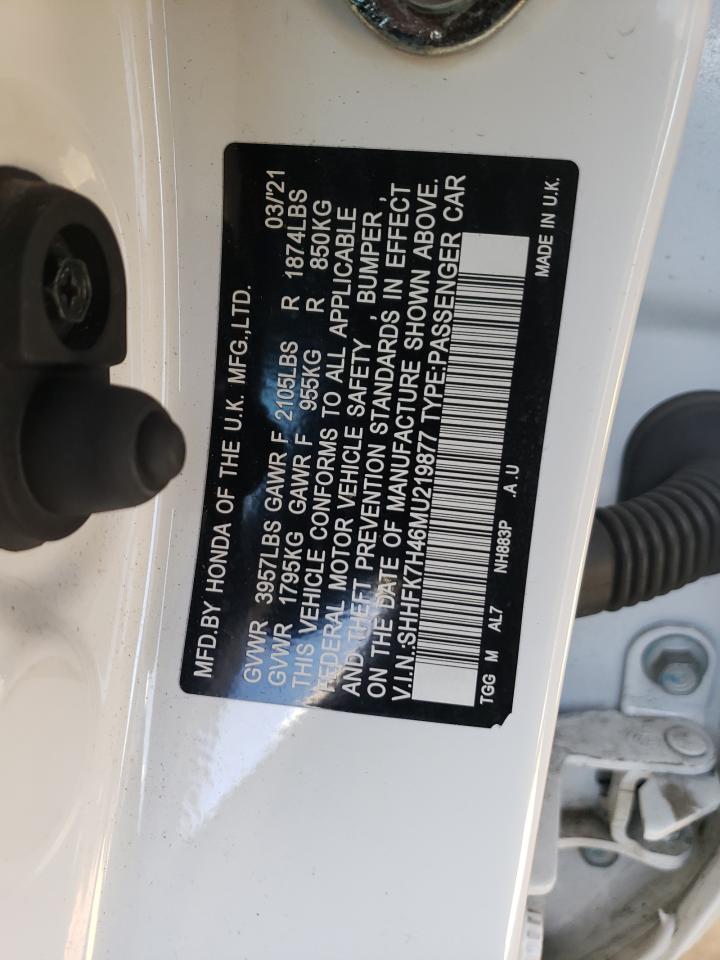 MFD.BY HONDA OF THE U.K. MFG.,LTD. 03/'21
GVWR 3957LBS GAWR F 2105LBS R 1874LBS
GVWR 1795KG GAWR F 955KG R 850KG
THIS VEHICLE CONFORMS TO ALL APPLICABLE
FEDERAL MOTOR VEHICLE SAFETY , BUMPER ,
AND THEFT PREVENTION STANDARDS IN EFFECT
ON THE DATE OF MANUFACTURE SHOWN ABOVE.
V.I.N.:SHHFK7H46MU219877 TYPE:PASSENGER CAR
TGG M AL7 NH883P .A.U MADE IN U.K.